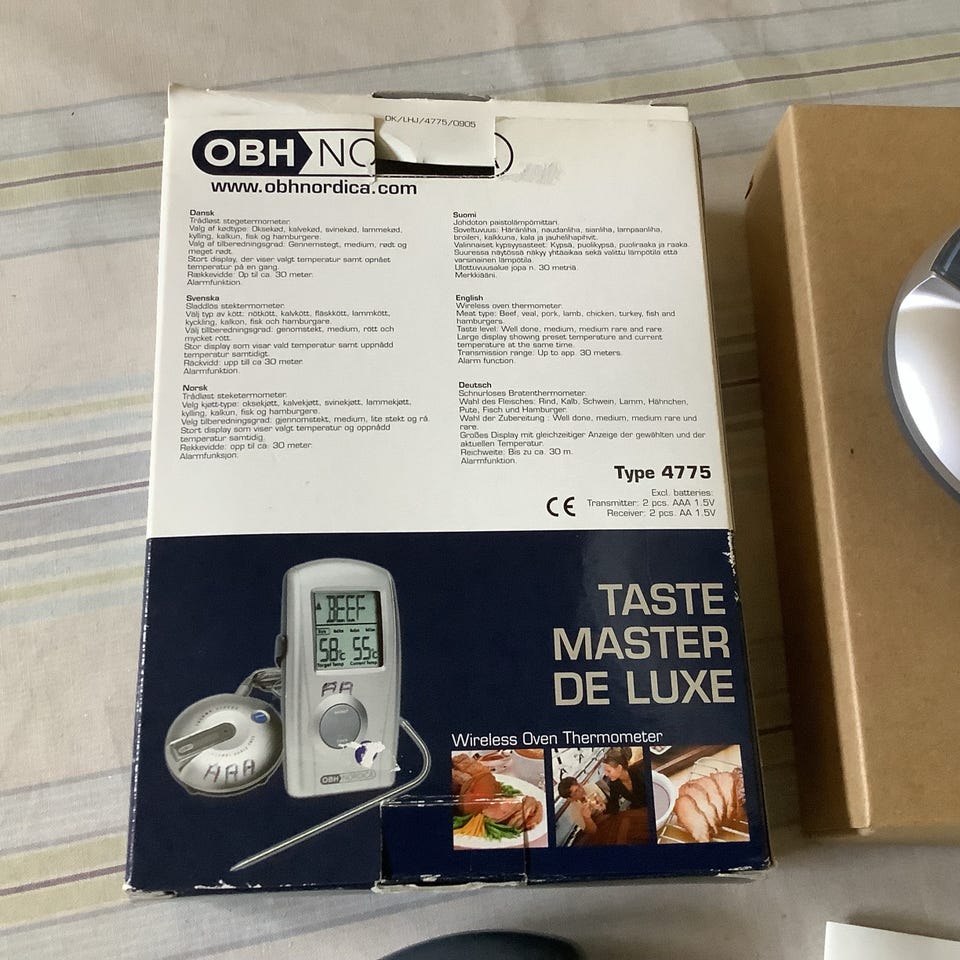 DK/LHJ/4775/0905
OBH NO A
www.obhnordica.com
Dansk
Trådløst stegetermometer.
Valg af kødtype: Oksekød, kalvekød, svinekød, lammekød,
kylling, kalkun, fisk og hamburgere.
Valg af tilberedningsgrad: Gennemstegt, medium, rødt og
meget rødt.
Stort display, der viser valgt temperatur samt opnået
temperatur på en gang.
Rækkevidde: Op til ca. 30 meter.
Alarmfunktion.
Svenska
Sladdlös stektermometer.
Välj typ av kött: nötkött, kalvkött, fläskkött, lammkött,
kyckling, kalkon, fisk och hamburgare.
Välj tillberedningsgrad: genomstekt, medium, rött och
mycket rött.
Stor display som visar vald temperatur samt uppnådd
temperatur samtidigt.
Räckvidd: upp till ca 30 meter.
Alarmfunktion.
Norsk
Trådløst steketermometer.
Velg kjøtt-type: oksekjøtt, kalvekjøtt, svinekjøtt, lammekjøtt,
kylling, kalkun, fisk og hamburgere.
Velg tilberedningsgrad: gjennomstekt, medium, lite stekt og rå.
Stort display som viser valgt temperatur og oppnådd
temperatur samtidig.
Rekkevidde: opp til ca. 30 meter.
Alarmfunksjon.
Suomi
Johdoton paistolämpömittari.
Soveltuvuus: Häränliha, naudanliha, sianliha, lampaanliha,
broileri, kalkkuna, kala ja jauhelihapihvit.
Valinnaiset kypsyysasteet: Kypsä, puolikypsä, puoliraaka ja raaka.
Suuressa näytössä näkyy yhtäaikaa sekä valittu lämpötila että
varsinainen lämpötila.
Ulottuvuusalue jopa n. 30 metriä.
Merkkiääni.
English
Wireless oven thermometer.
Meat type: Beef, veal, pork, lamb, chicken, turkey, fish and
hamburgers.
Taste level: Well done, medium, medium rare and rare.
Large display showing preset temperature and current
temperature at the same time.
Transmission range: Up to app. 30 meters.
Alarm function.
Deutsch
Schnurloses Bratenthermometer.
Wahl des Fleisches: Rind, Kalb, Schwein, Lamm, Hähnchen,
Pute, Fisch und Hamburger.
Wahl der Zubereitung : Well done, medium, medium rare und
rare.
Großes Display mit gleichzeitiger Anzeige der gewählten und der
aktuellen Temperatur.
Reichweite: Bis zu ca. 30 m.
Alarmfunktion.
Type 4775
CE
Excl. batteries:
Transmitter: 2 pcs. AAA 1.5V
Receiver: 2 pcs. AA 1.5V
BEEF
58°C 55°C
Target Temp Current Temp
AA
AAA
OBH NORDICA
TASTE
MASTER
DE LUXE
Wireless Oven Thermometer